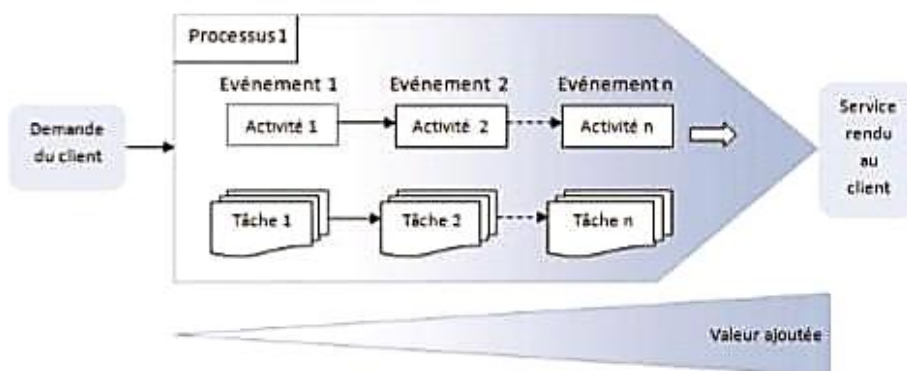 Processus 1
Evénement 1
Evénement 2
Evénement n
Demande
du client
Activité 1
Activité 2
Activité n
Service
rendu
au
client
Tâche 1
Tâche 2
Tâche n
Valeur ajoutée